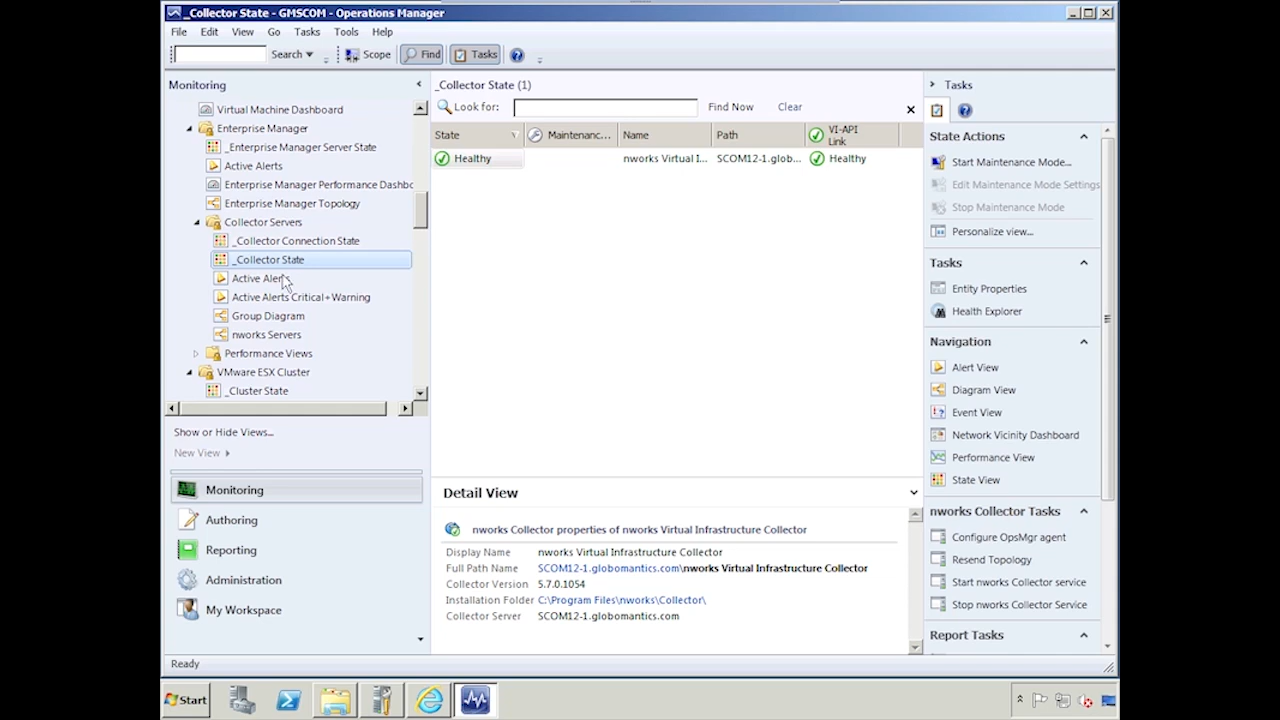 _Collector State - GMSCOM - Operations Manager
File Edit View Go Tasks Tools Help
Search Scope Find Tasks
Monitoring
Virtual Machine Dashboard
Enterprise Manager
_Enterprise Manager Server State
Active Alerts
Enterprise Manager Performance Dashbo
Enterprise Manager Topology
Collector Servers
_Collector Connection State
_Collector State
Active Alerts
Active Alerts Critical+Warning
Group Diagram
nworks Servers
Performance Views
VMware ESX Cluster
_Cluster State
Show or Hide Views...
New View
Monitoring
Authoring
Reporting
Administration
My Workspace
_Collector State (1)
Look for: Find Now Clear
State Maintenanc... Name Path VI-API Link
Healthy nworks Virtual I... SCOM12-1.glob... Healthy
Detail View
nworks Collector properties of nworks Virtual Infrastructure Collector
Display Name nworks Virtual Infrastructure Collector
Full Path Name SCOM12-1.globomantics.com\nworks Virtual Infrastructure Collector
Collector Version 5.7.0.1054
Installation Folder C:\Program Files\nworks\Collector\
Collector Server SCOM12-1.globomantics.com
Tasks
State Actions
Start Maintenance Mode...
Edit Maintenance Mode Settings
Stop Maintenance Mode
Personalize view...
Tasks
Entity Properties
Health Explorer
Navigation
Alert View
Diagram View
Event View
Network Vicinity Dashboard
Performance View
State View
nworks Collector Tasks
Configure OpsMgr agent
Resend Topology
Start nworks Collector service
Stop nworks Collector Service
Report Tasks
Ready
Start